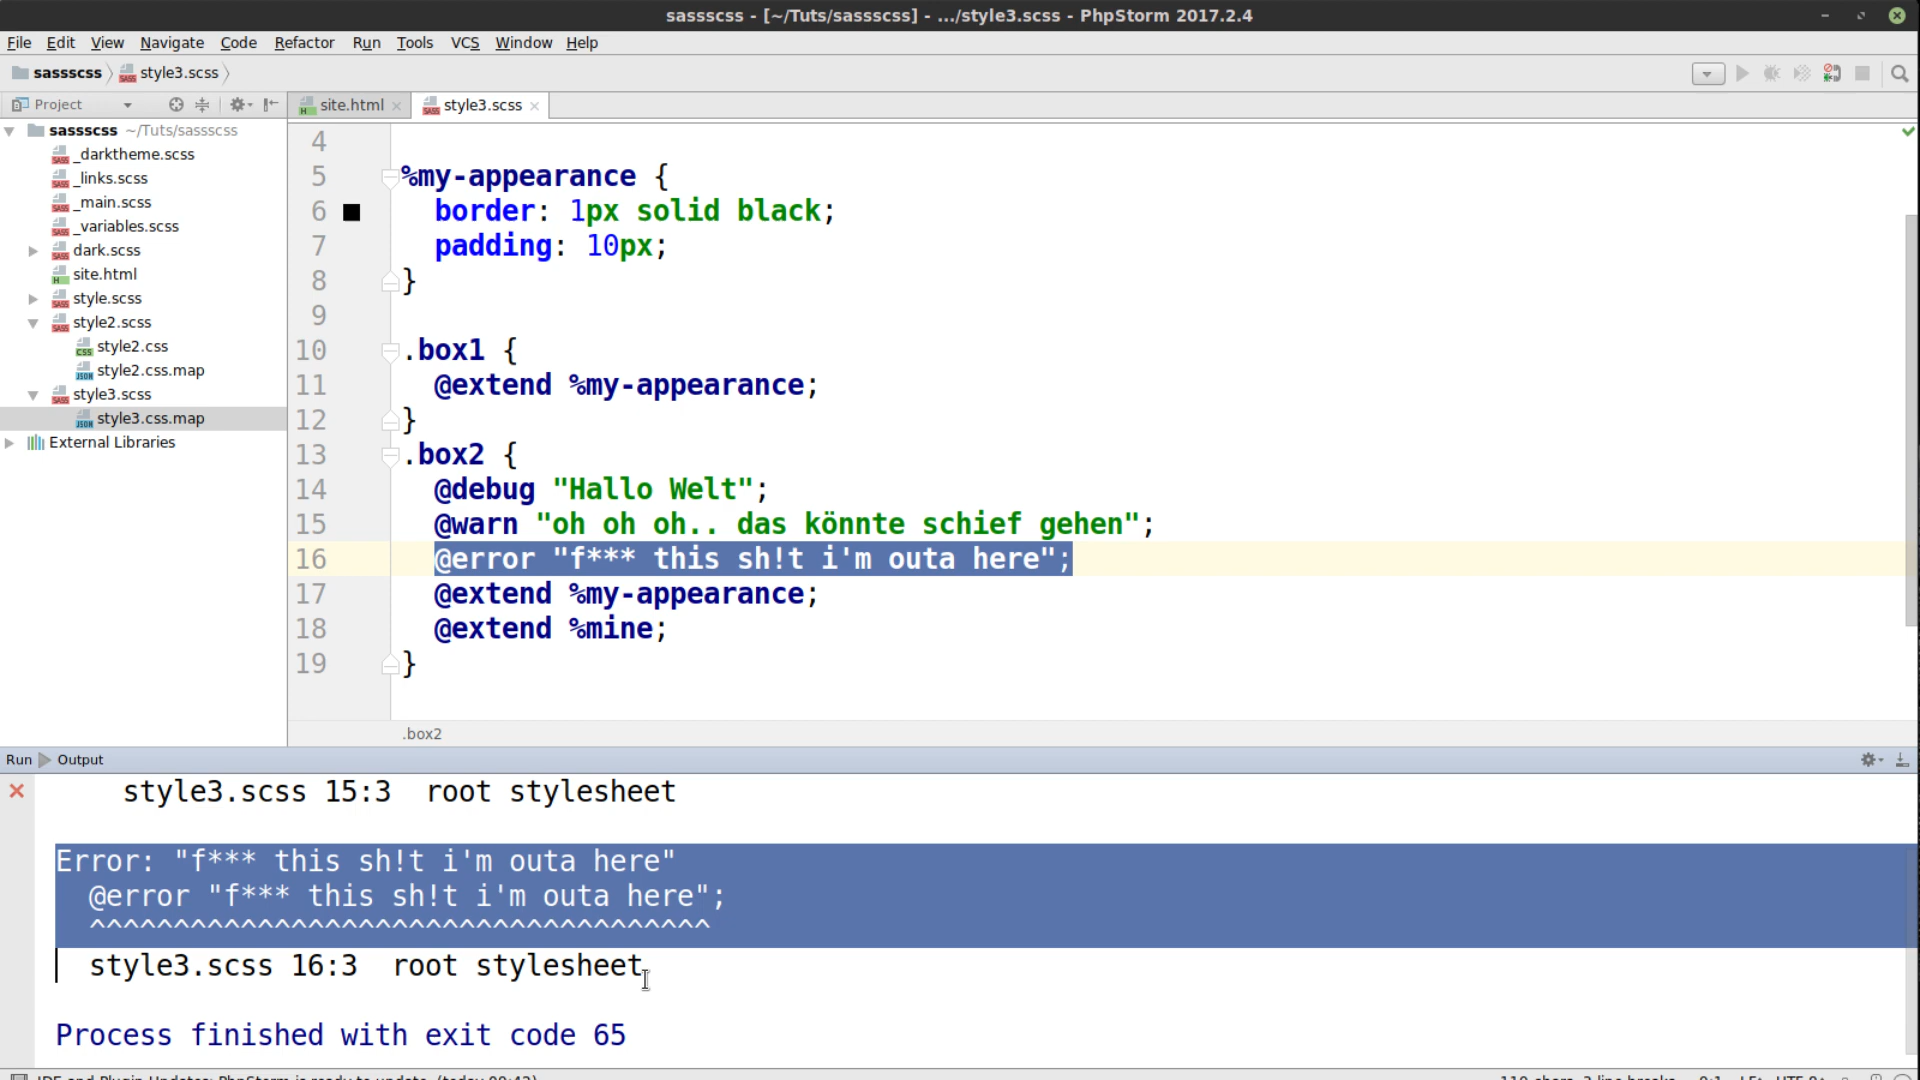 sassscss - [~/Tuts/sassscss] - .../style3.scss - PhpStorm 2017.2.4
File Edit View Navigate Code Refactor Run Tools VCS Window Help
sassscss style3.scss
Project site.html style3.scss
sassscss ~/Tuts/sassscss
_darktheme.scss
_links.scss
_main.scss
_variables.scss
dark.scss
site.html
style.scss
style2.scss
style2.css
style2.css.map
style3.scss
style3.css.map
External Libraries
4
5 %my-appearance {
6 border: 1px solid black;
7 padding: 10px;
8 }
9
10 .box1 {
11 @extend %my-appearance;
12 }
13 .box2 {
14 @debug "Hallo Welt";
15 @warn "oh oh oh.. das könnte schief gehen";
16 @error "f*** this sh!t i'm outa here";
17 @extend %my-appearance;
18 @extend %mine;
19 }
.box2
Run Output
style3.scss 15:3 root stylesheet
Error: "f*** this sh!t i'm outa here"
@error "f*** this sh!t i'm outa here";
^^^^^^^^^^^^^^^^^^^^^^^^^^^^^^^^^^^^^
style3.scss 16:3 root stylesheet
Process finished with exit code 65